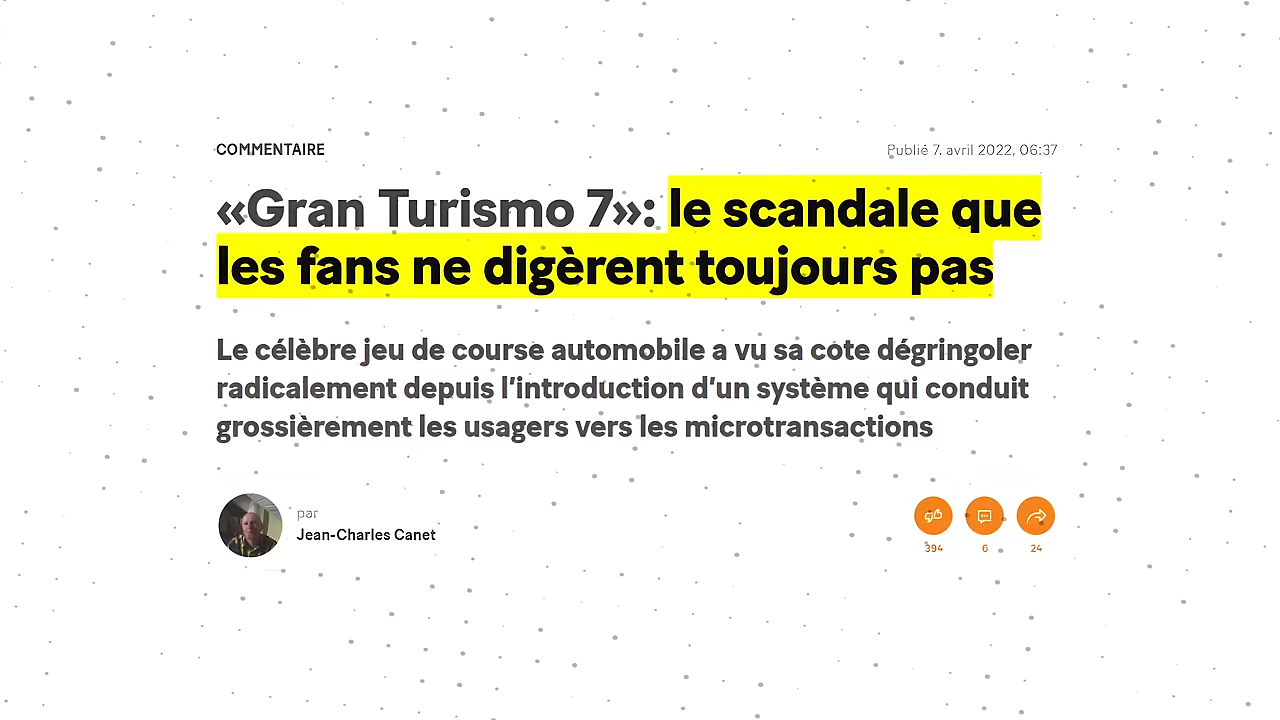 COMMENTAIRE
Publié 7. avril 2022, 06:37
«Gran Turismo 7»: le scandale que
les fans ne digèrent toujours pas
Le célèbre jeu de course automobile a vu sa cote dégringoler
radicalement depuis l’introduction d’un système qui conduit
grossièrement les usagers vers les microtransactions
par
Jean-Charles Canet
394
6
24